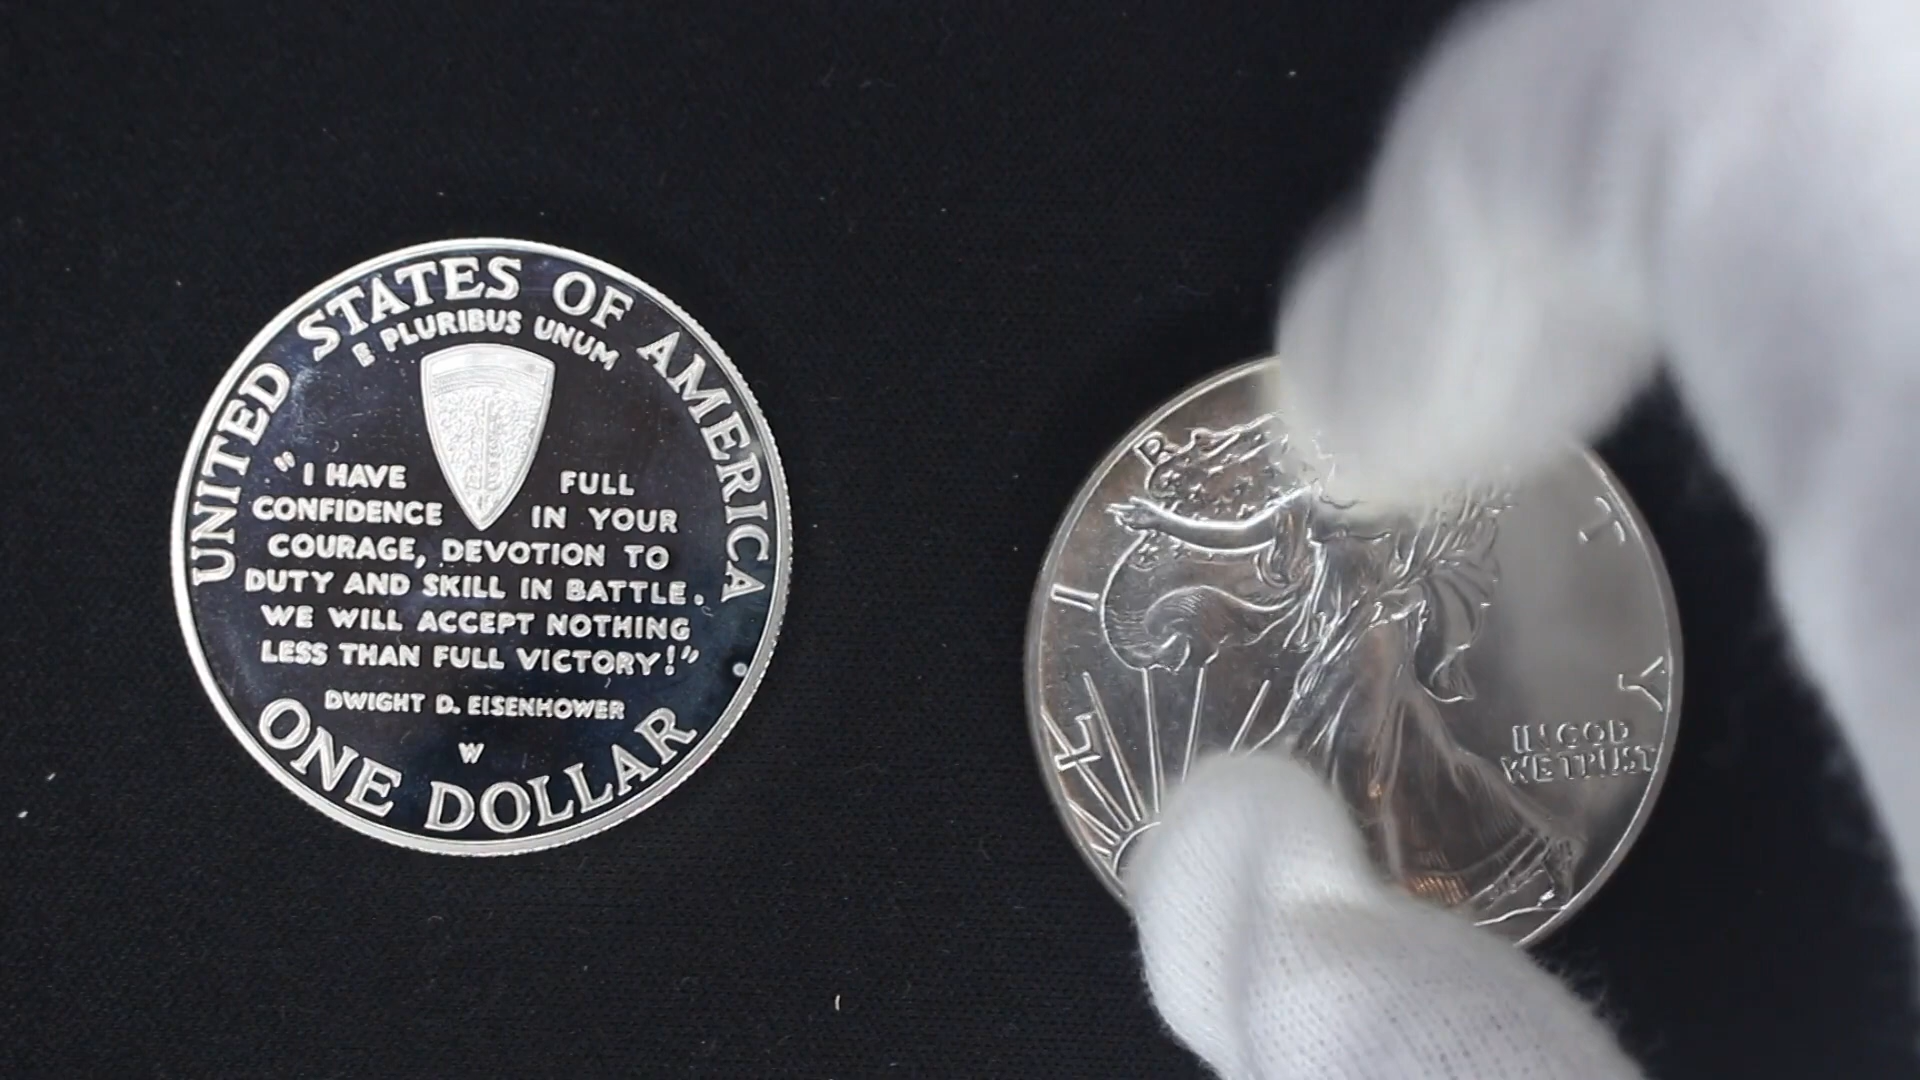 UNITED STATES OF AMERICA
E PLURIBUS UNUM
"I HAVE FULL
CONFIDENCE IN YOUR
COURAGE, DEVOTION TO
DUTY AND SKILL IN BATTLE.
WE WILL ACCEPT NOTHING
LESS THAN FULL VICTORY!"
DWIGHT D. EISENHOWER
W
ONE DOLLAR
L I B T Y
IN GOD
WE TRUST